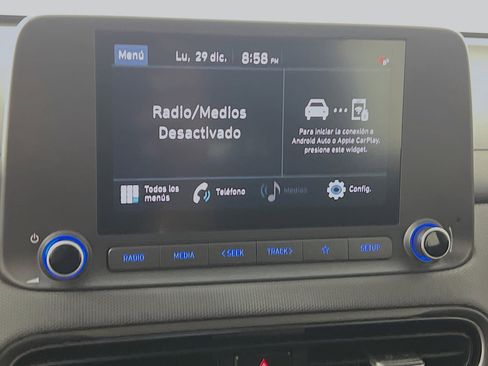 Menú Lu, 29 dic. 8:58 PM
Radio/Medios
Desactivado
Para iniciar la conexión a
Android Auto o Apple CarPlay,
presione este widget.
Todos los
menús
Teléfono
Medios
Config.
RADIO MEDIA <SEEK TRACK> SETUP